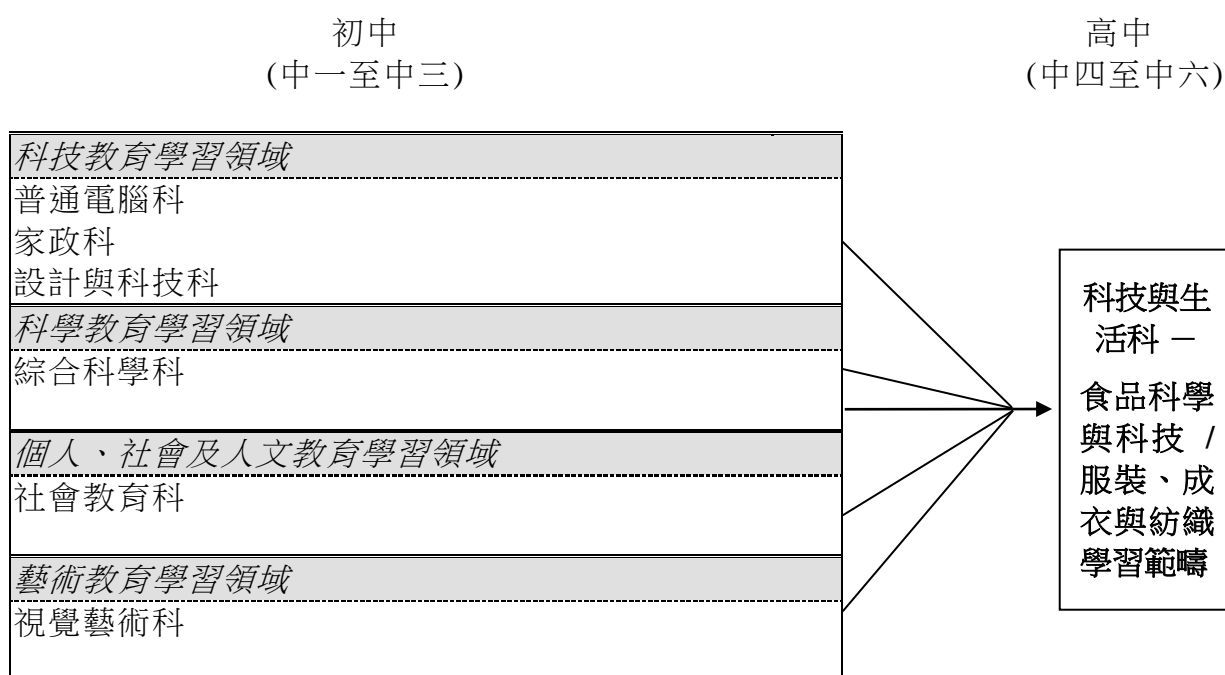 初中
(中一至中三)
高中
(中四至中六)
科技教育學習領域
普通電腦科
家政科
設計與科技科
科學教育學習領域
綜合科學科
個人、社會及人文教育學習領域
社會教育科
藝術教育學習領域
視覺藝術科
科技與生
活科 –
食品科學
與科技 /
服裝、成
衣與紡織
學習範疇